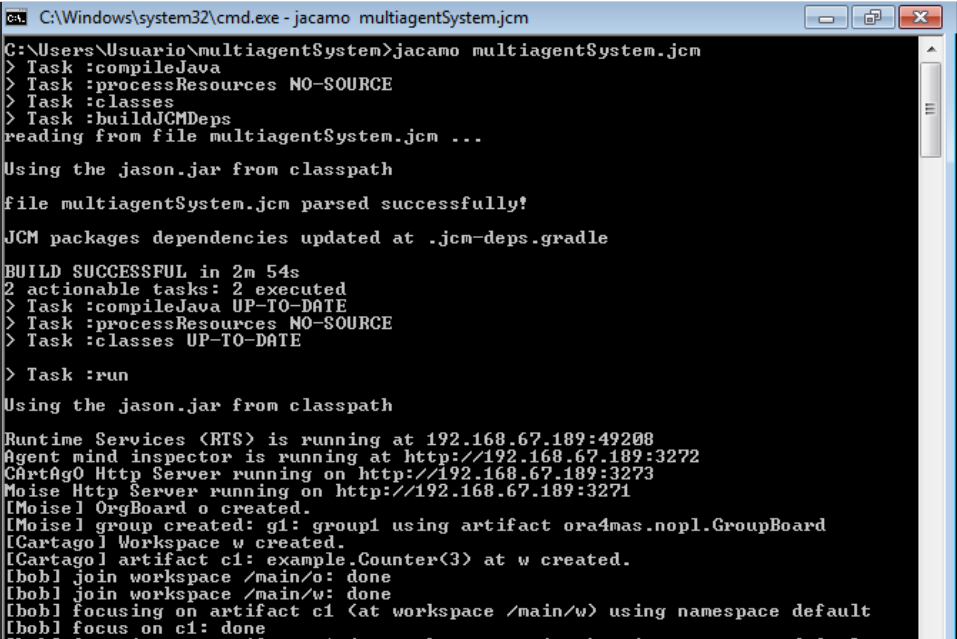 C:\Windows\system32\cmd.exe - jacamo multiagentSystem.jcm
C:\Users\Usuario\multiagentSystem>jacamo multiagentSystem.jcm
> Task :compileJava
> Task :processResources NO-SOURCE
> Task :classes
> Task :buildJCMDeps
reading from file multiagentSystem.jcm ...
Using the jason.jar from classpath
file multiagentSystem.jcm parsed successfully!
JCM packages dependencies updated at .jcm-deps.gradle
BUILD SUCCESSFUL in 2m 54s
2 actionable tasks: 2 executed
> Task :compileJava UP-TO-DATE
> Task :processResources NO-SOURCE
> Task :classes UP-TO-DATE
> Task :run
Using the jason.jar from classpath
Runtime Services (RTS) is running at 192.168.67.189:49208
Agent mind inspector is running at http://192.168.67.189:3272
CArtAgO Http Server running on http://192.168.67.189:3273
Moise Http Server running on http://192.168.67.189:3271
[Moise] OrgBoard o created.
[Moise] group created: g1: group1 using artifact ora4mas.nopl.GroupBoard
[Cartago] Workspace w created.
[Cartago] artifact c1: example.Counter(3) at w created.
[bob] join workspace /main/o: done
[bob] join workspace /main/w: done
[bob] focusing on artifact c1 (at workspace /main/w) using namespace default
[bob] focus on c1: done